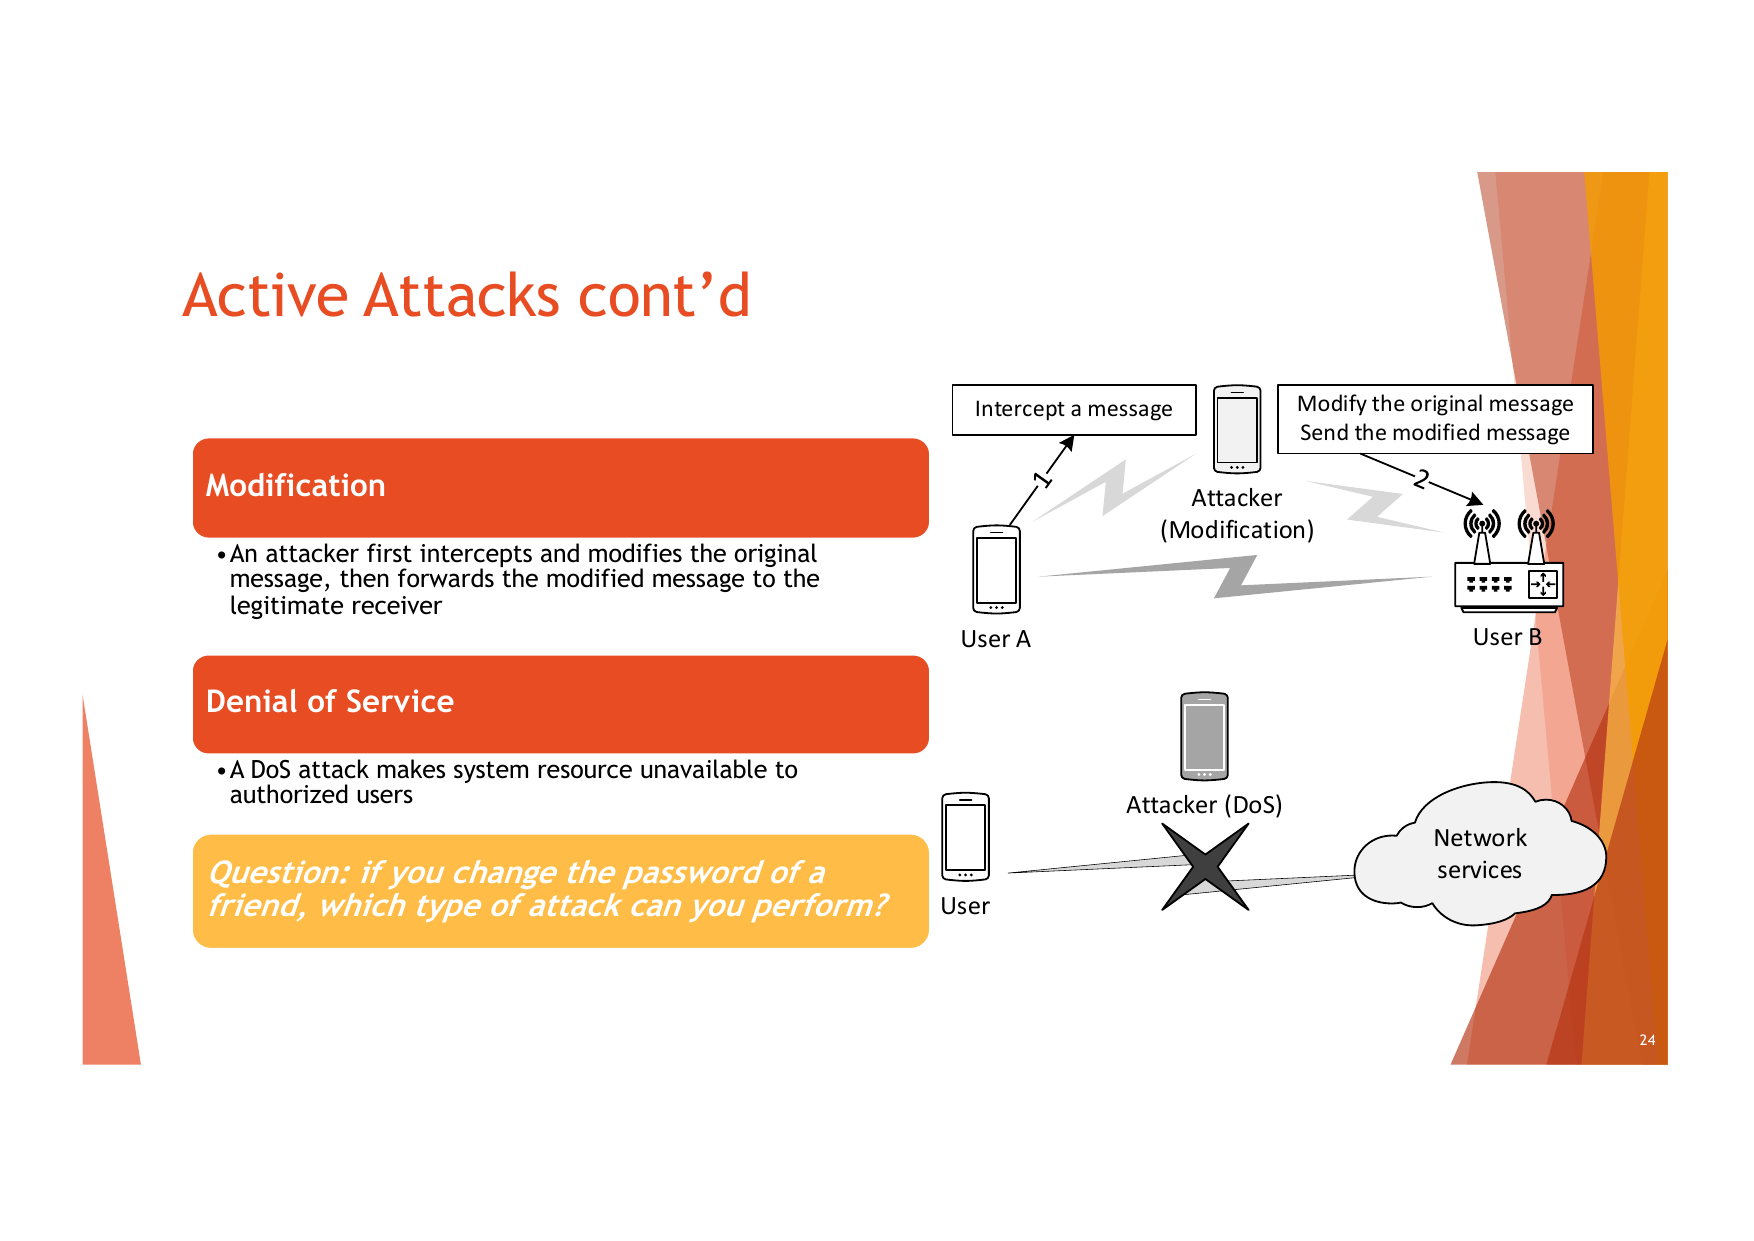 Active Attacks cont’d
Modification
•An attacker first intercepts and modifies the original
message, then forwards the modified message to the
legitimate receiver
Denial of Service
•A DoS attack makes system resource unavailable to
authorized users
Question: if you change the password of a
friend, which type of attack can you perform?
Intercept a message
Modify the original message
Send the modified message
1
2
Attacker
(Modification)
User A
User B
Attacker (DoS)
User
Network
services
24